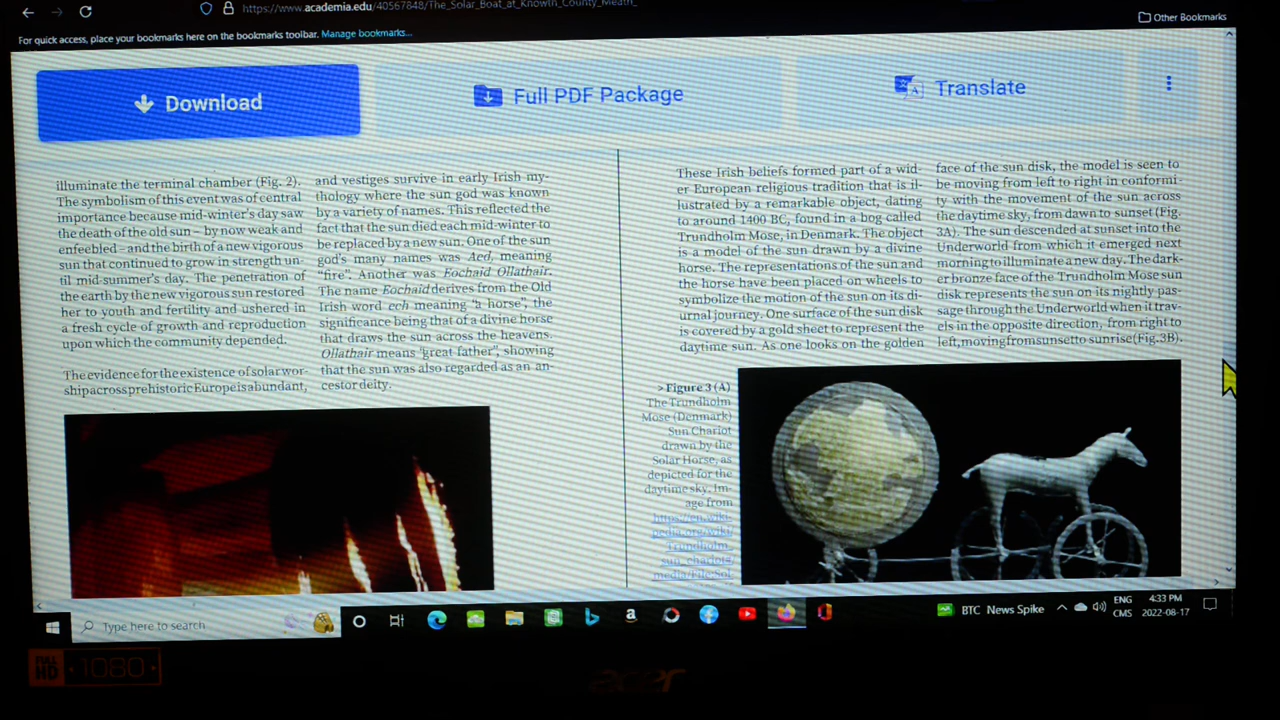 https://www.academia.edu/40567848/The_Solar_Boat_at_Knowth_County_Meath_
Other Bookmarks
For quick access, place your bookmarks here on the bookmarks toolbar. Manage bookmarks...
Download
Full PDF Package
Translate
illuminate the terminal chamber (Fig. 2).
The symbolism of this event was of central
importance because mid-winter's day saw
the death of the old sun – by now weak and
enfeebled – and the birth of a new vigorous
sun that continued to grow in strength un-
til mid-summer's day. The penetration of
the earth by the new vigorous sun restored
her to youth and fertility and ushered in
a fresh cycle of growth and reproduction
upon which the community depended.
The evidence for the existence of solar wor-
ship across prehistoric Europe is abundant,
and vestiges survive in early Irish my-
thology where the sun god was known
by a variety of names. This reflected the
fact that the sun died each mid-winter to
be replaced by a new sun. One of the sun
god's many names was Aed, meaning
"fire". Another was Eochaid Ollathair.
The name Eochaid derives from the Old
Irish word ech meaning "a horse", the
significance being that of a divine horse
that draws the sun across the heavens.
Ollathair means "great father", showing
that the sun was also regarded as an an-
cestor deity.
These Irish beliefs formed part of a wid-
er European religious tradition that is il-
lustrated by a remarkable object, dating
to around 1400 BC, found in a bog called
Trundholm Mose, in Denmark. The object
is a model of the sun drawn by a divine
horse. The representations of the sun and
the horse have been placed on wheels to
symbolize the motion of the sun on its di-
urnal journey. One surface of the sun disk
is covered by a gold sheet to represent the
daytime sun. As one looks on the golden
face of the sun disk, the model is seen to
be moving from left to right in conformi-
ty with the movement of the sun across
the daytime sky, from dawn to sunset (Fig.
3A). The sun descended at sunset into the
Underworld from which it emerged next
morning to illuminate a new day. The dark-
er bronze face of the Trundholm Mose sun
disk represents the sun on its nightly pas-
sage through the Underworld when it trav-
els in the opposite direction, from right to
left, moving from sunset to sunrise (Fig. 3B).
> Figure 3 (A)
The Trundholm
Mose (Denmark)
Sun Chariot
drawn by the
Solar Horse, as
depicted for the
daytime sky. Im-
age from
https://en.wiki-
pedia.org/wiki/
Trundholm_
sun_chariot#
media/File:Sol
Type here to search
BTC News Spike
ENG
CMS
4:33 PM
2022-08-17
FULL HD 1080
acer